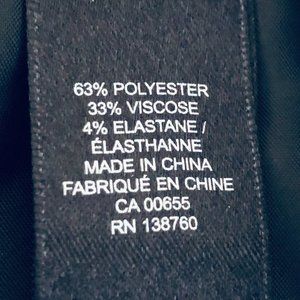 63% POLYESTER
33% VISCOSE
4% ELASTANE /
ÉLASTHANNE
MADE IN CHINA
FABRIQUÉ EN CHINE
CA 00655
RN 138760